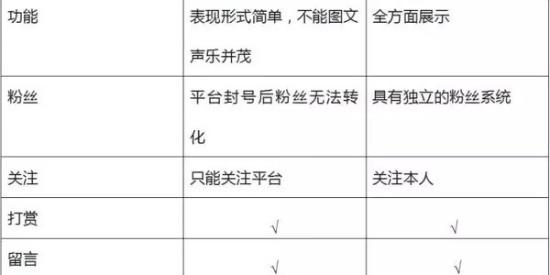 功能 表现形式简单，不能图文 全方面展示
声乐并茂
粉丝 平台封号后粉丝无法转 具有独立的粉丝系统
化
关注 只能关注平台 关注本人
打赏 √ √
留言 √ √